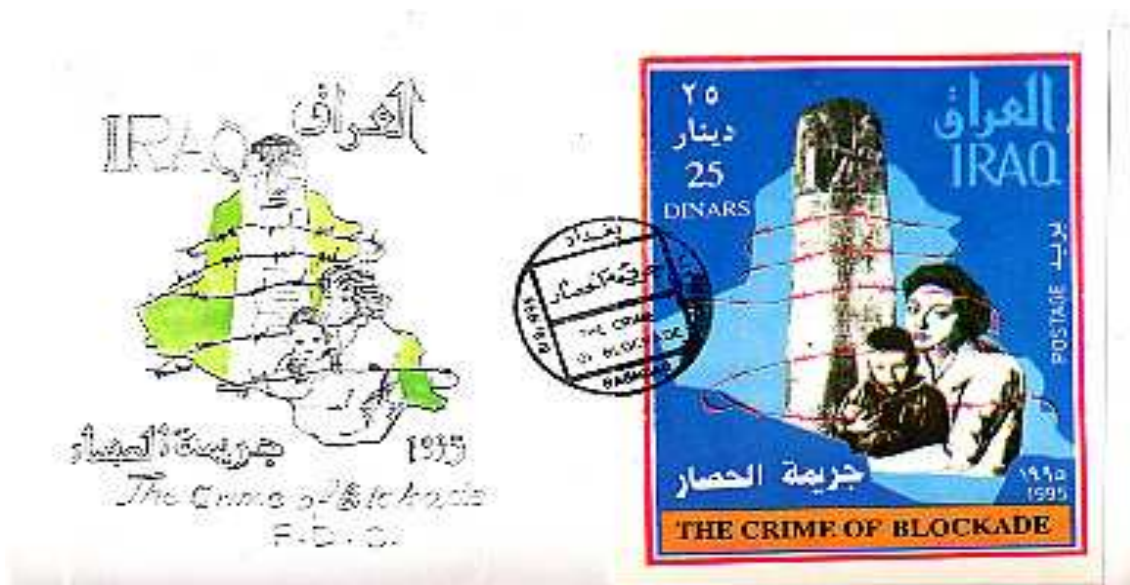 العراق
IRAQ
جريمة الحصار
1995
The Crime of Blockade
F.D.C.
بغداد
جريمة الحصار
THE CRIME
OF BLOCKADE
BAGHDAD
٢٥
دينار
25
DINARS
العراق
IRAQ
بريد
POSTAGE
جريمة الحصار
١٩٩٥
1995
THE CRIME OF BLOCKADE